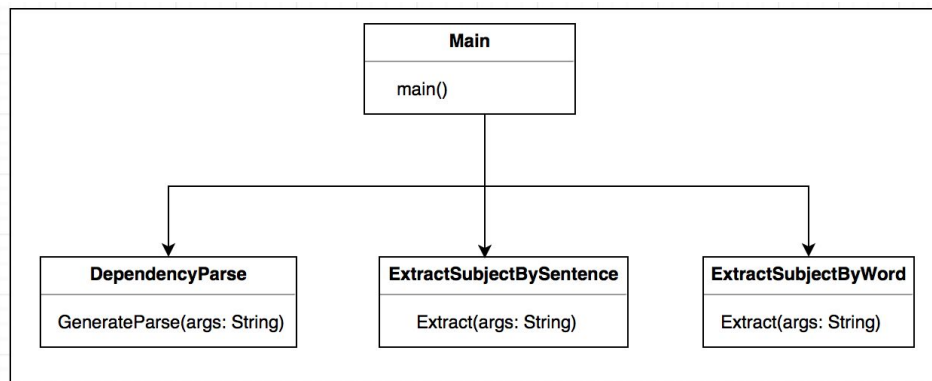 Main
main()
DependencyParse
GenerateParse(args: String)
ExtractSubjectBySentence
Extract(args: String)
ExtractSubjectByWord
Extract(args: String)